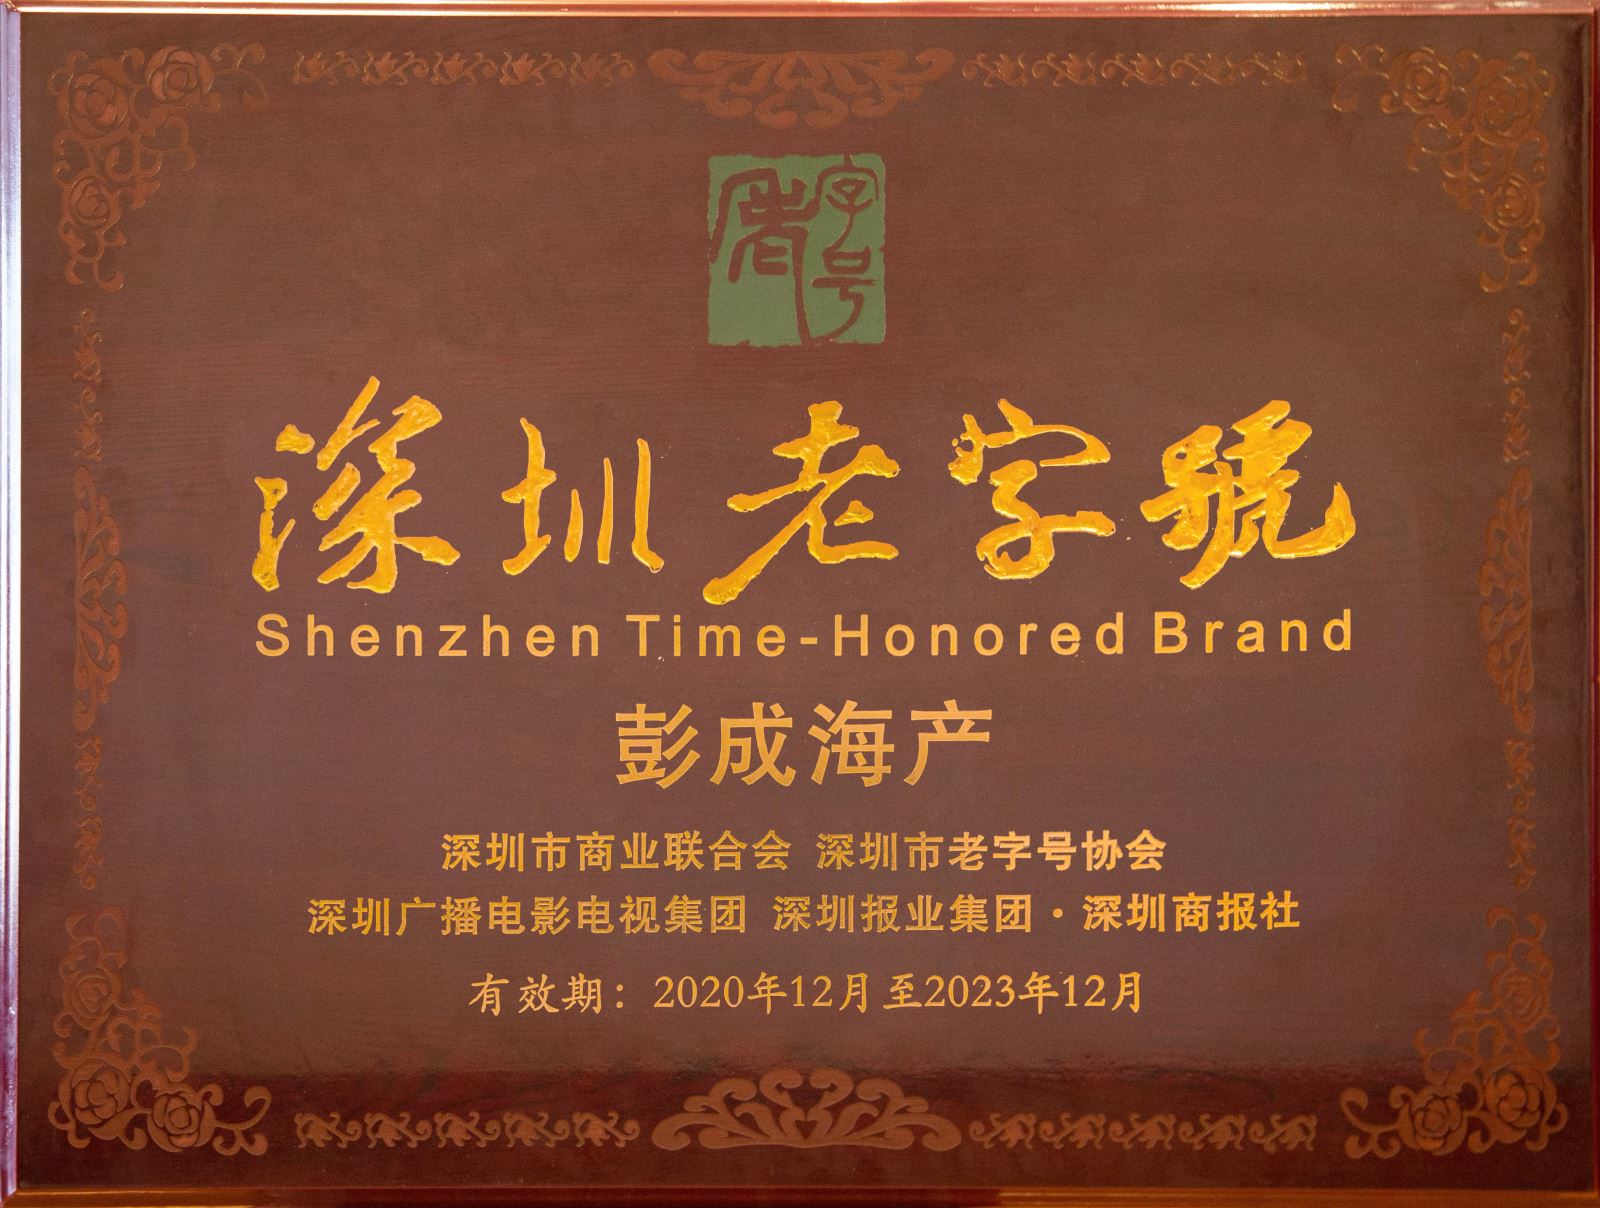 老字号
深圳老字號
Shenzhen Time-Honored Brand
彭成海产
深圳市商业联合会 深圳市老字号协会
深圳广播电影电视集团 深圳报业集团·深圳商报社
有效期：2020年12月至2023年12月